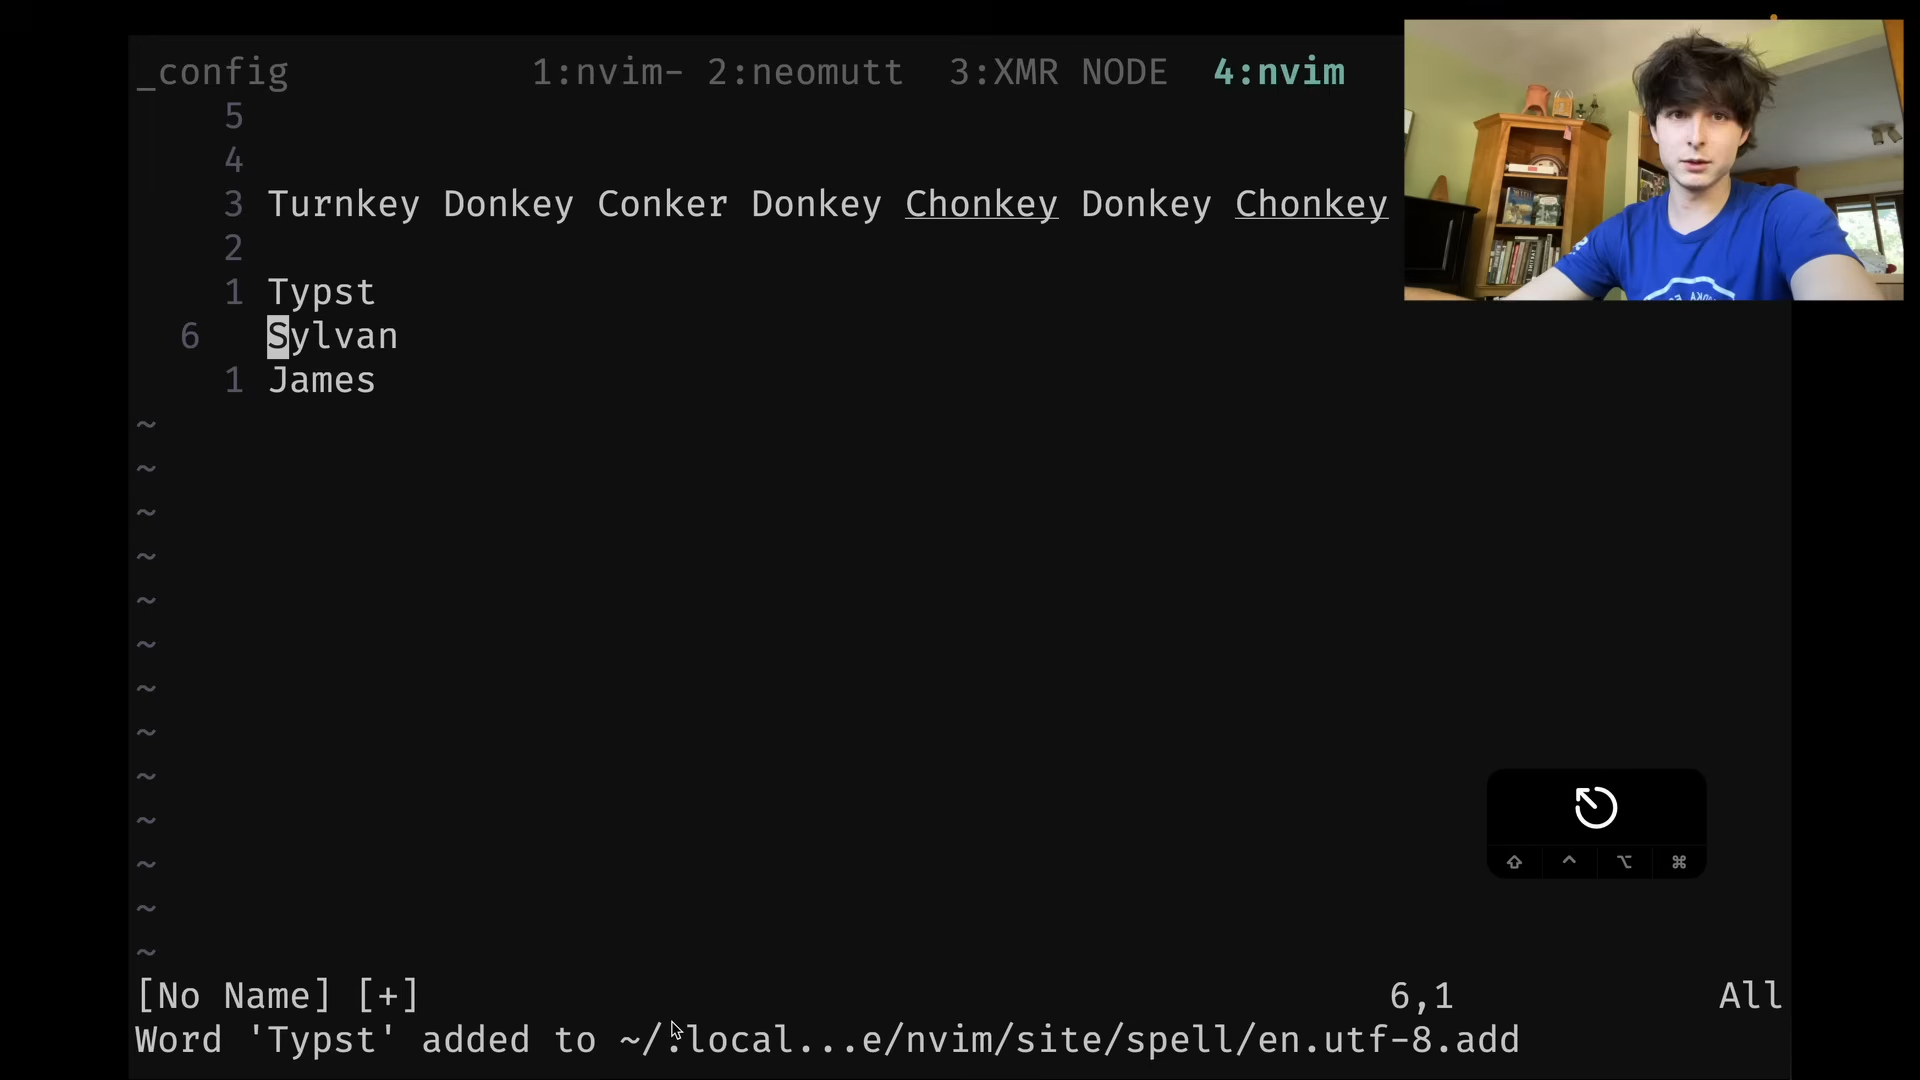 _config 1:nvim- 2:neomutt 3:XMR NODE 4:nvim
5
4
3 Turnkey Donkey Conker Donkey Chonkey Donkey Chonkey
2
1 Typst
6 Sylvan
1 James
~
~
~
~
~
~
~
~
~
~
~
~
~
[No Name] [+] 6,1 All
Word 'Typst' added to ~/.local...e/nvim/site/spell/en.utf-8.add